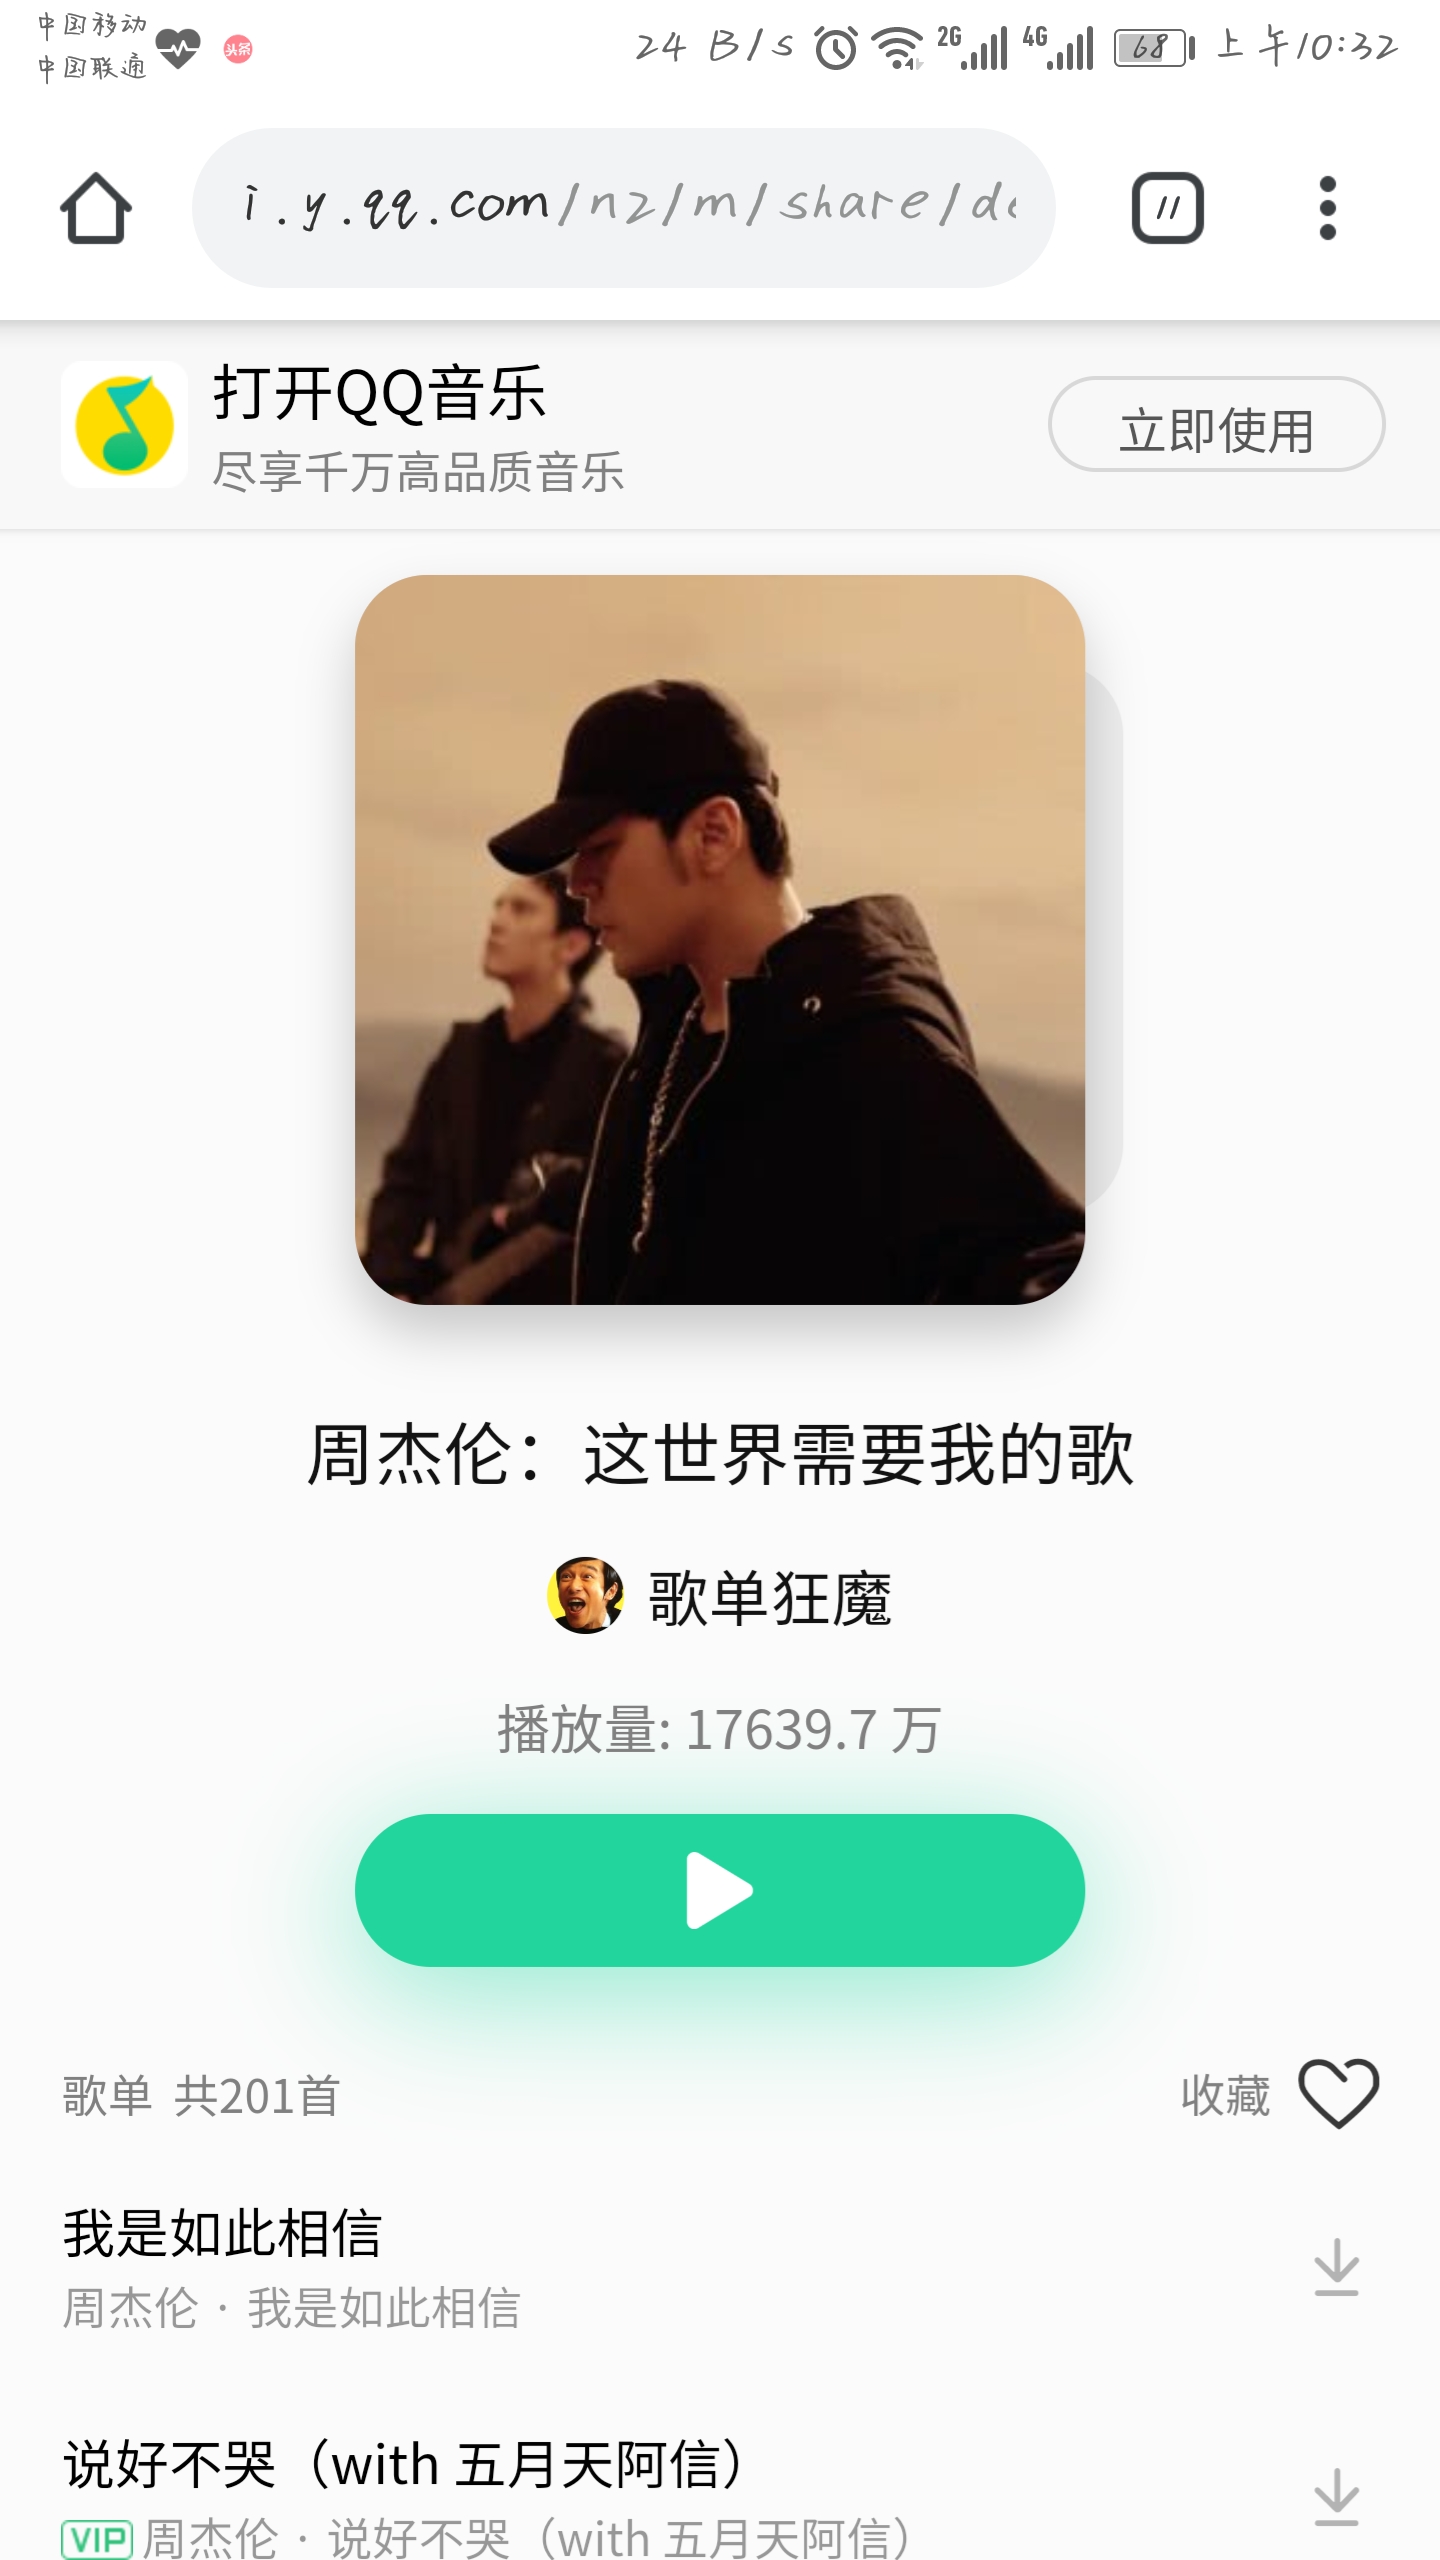 中国移动
中国联通
头条
24 B/s 2G 4G 68 上午10:32
i.y.qq.com/n2/m/share/de
11
打开QQ音乐
尽享千万高品质音乐
立即使用
周杰伦：这世界需要我的歌
歌单狂魔
播放量: 17639.7 万
歌单 共201首
收藏
我是如此相信
周杰伦 · 我是如此相信
说好不哭（with 五月天阿信）
VIP 周杰伦 · 说好不哭（with 五月天阿信）